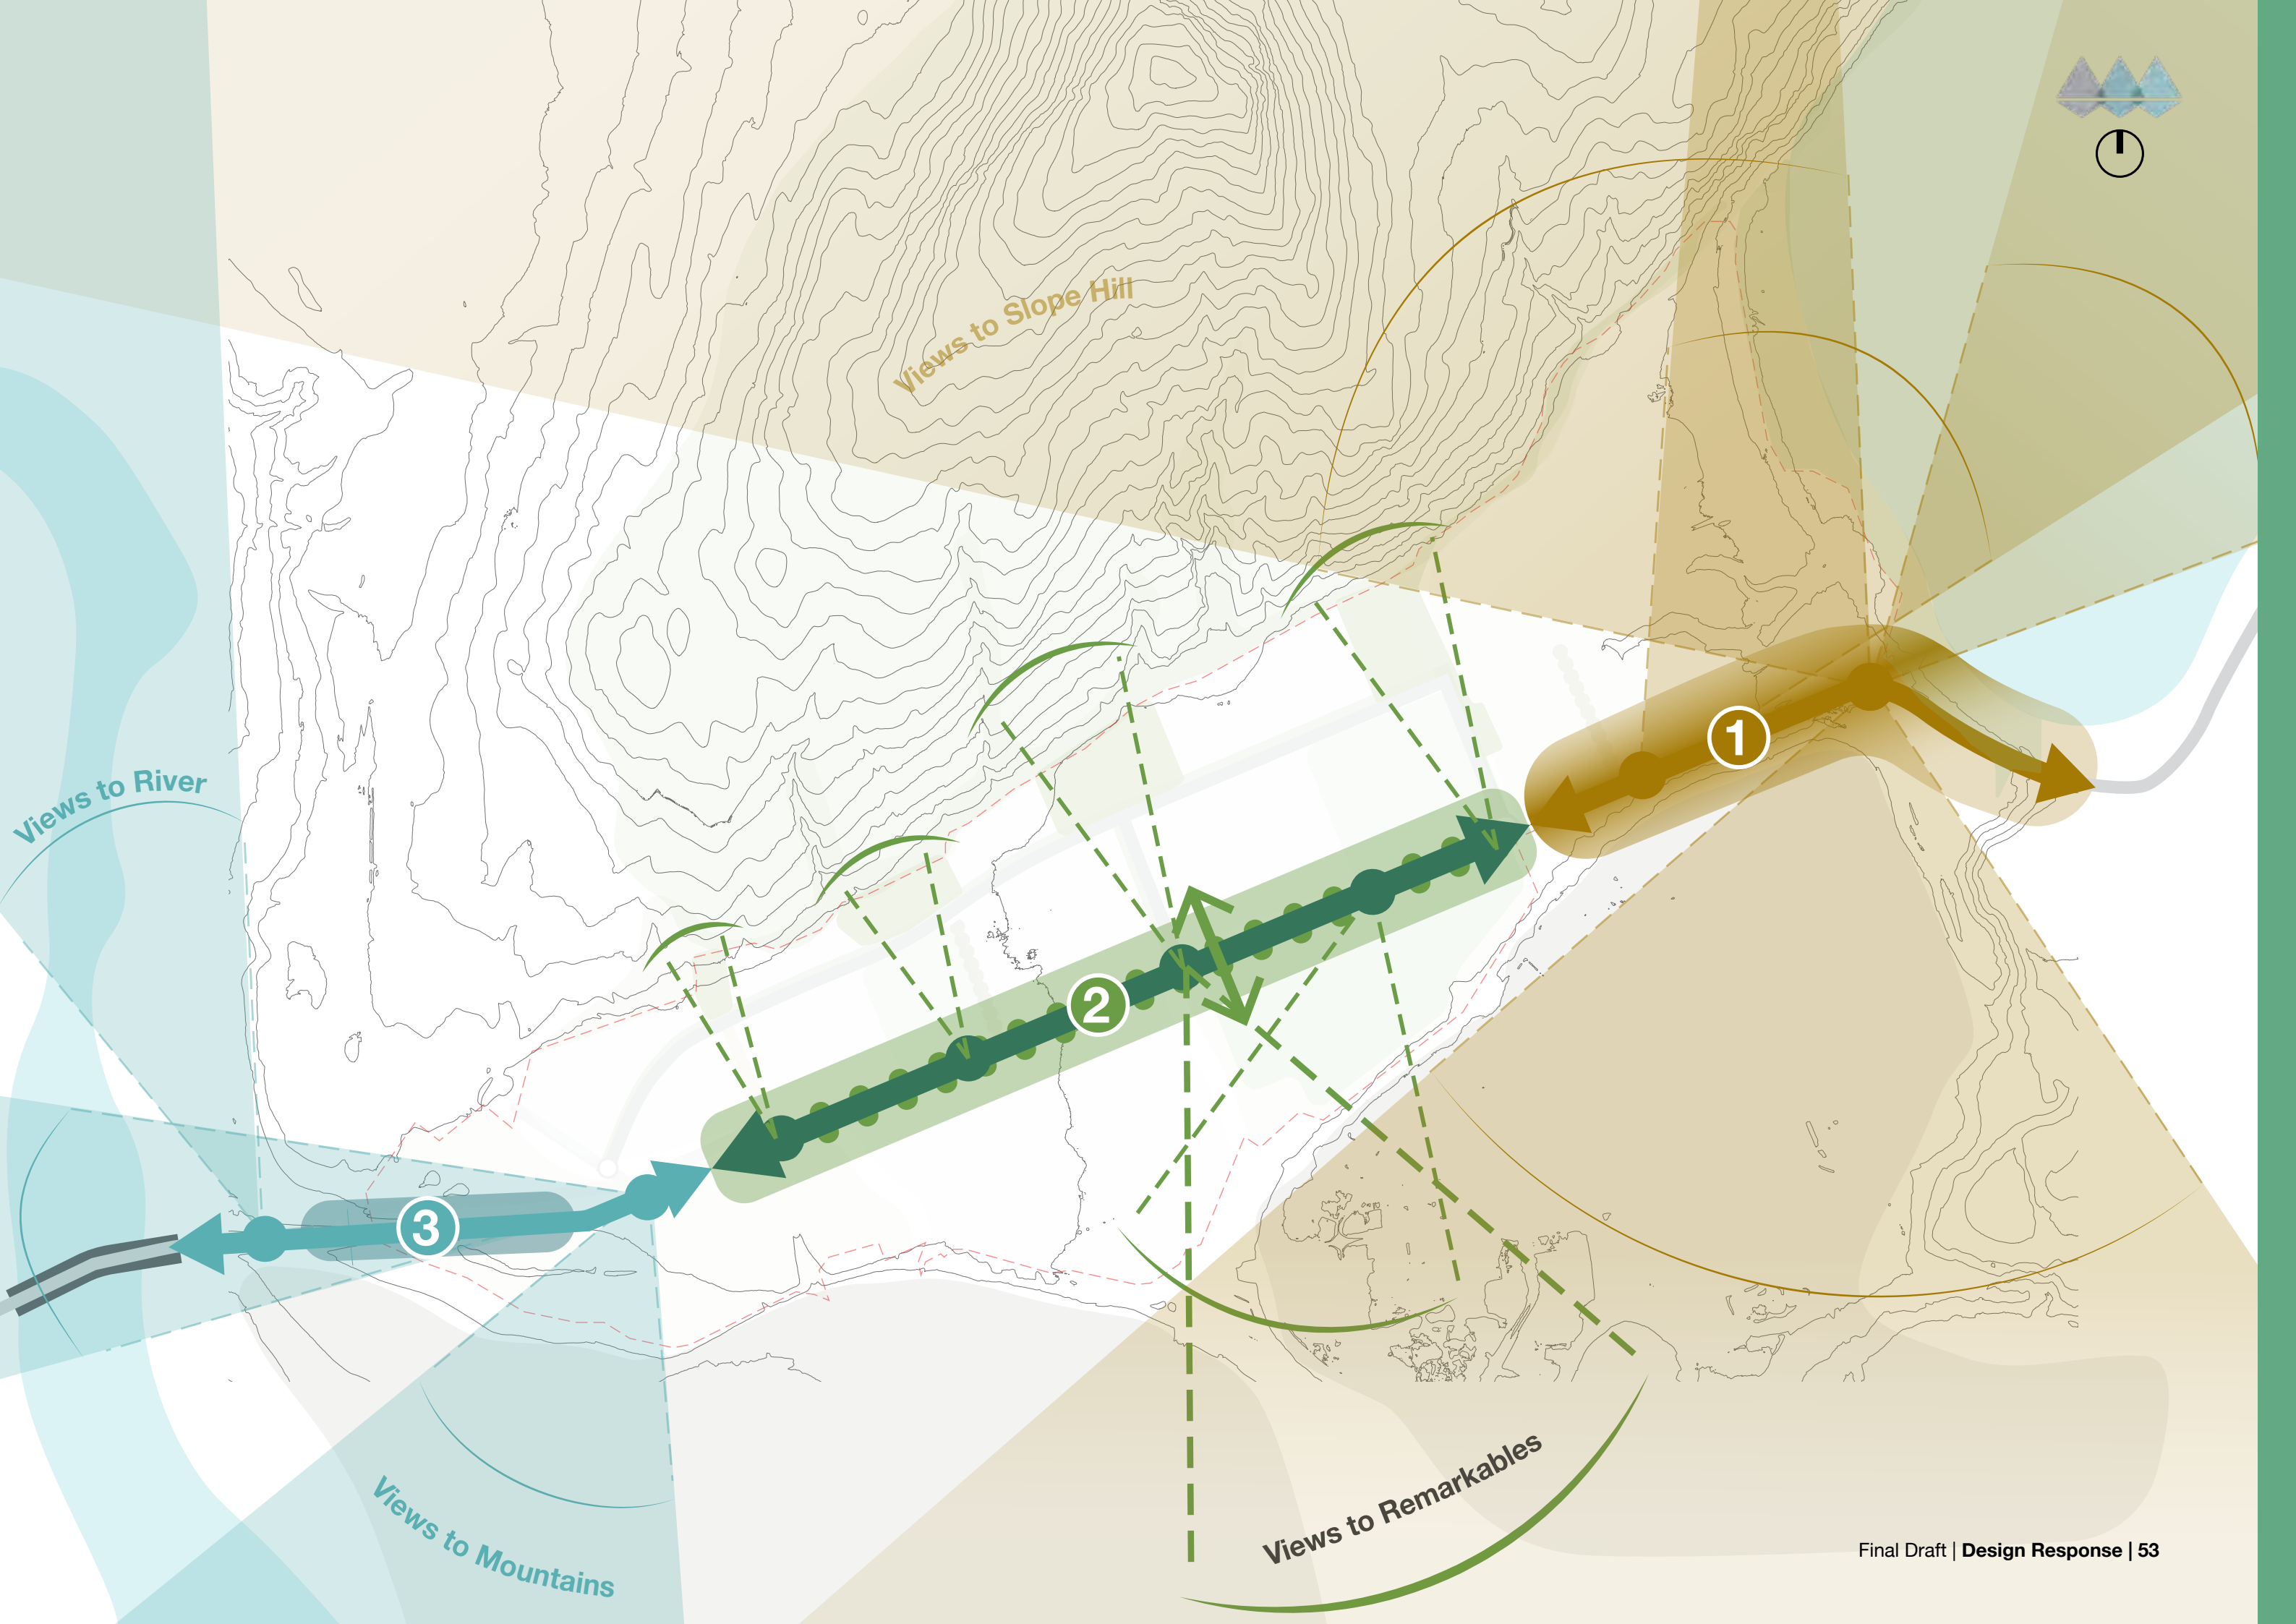 Views to Slope Hill
1
Views to River
2
3
Views to Remarkables
Views to Mountains
Final Draft | Design Response | 53